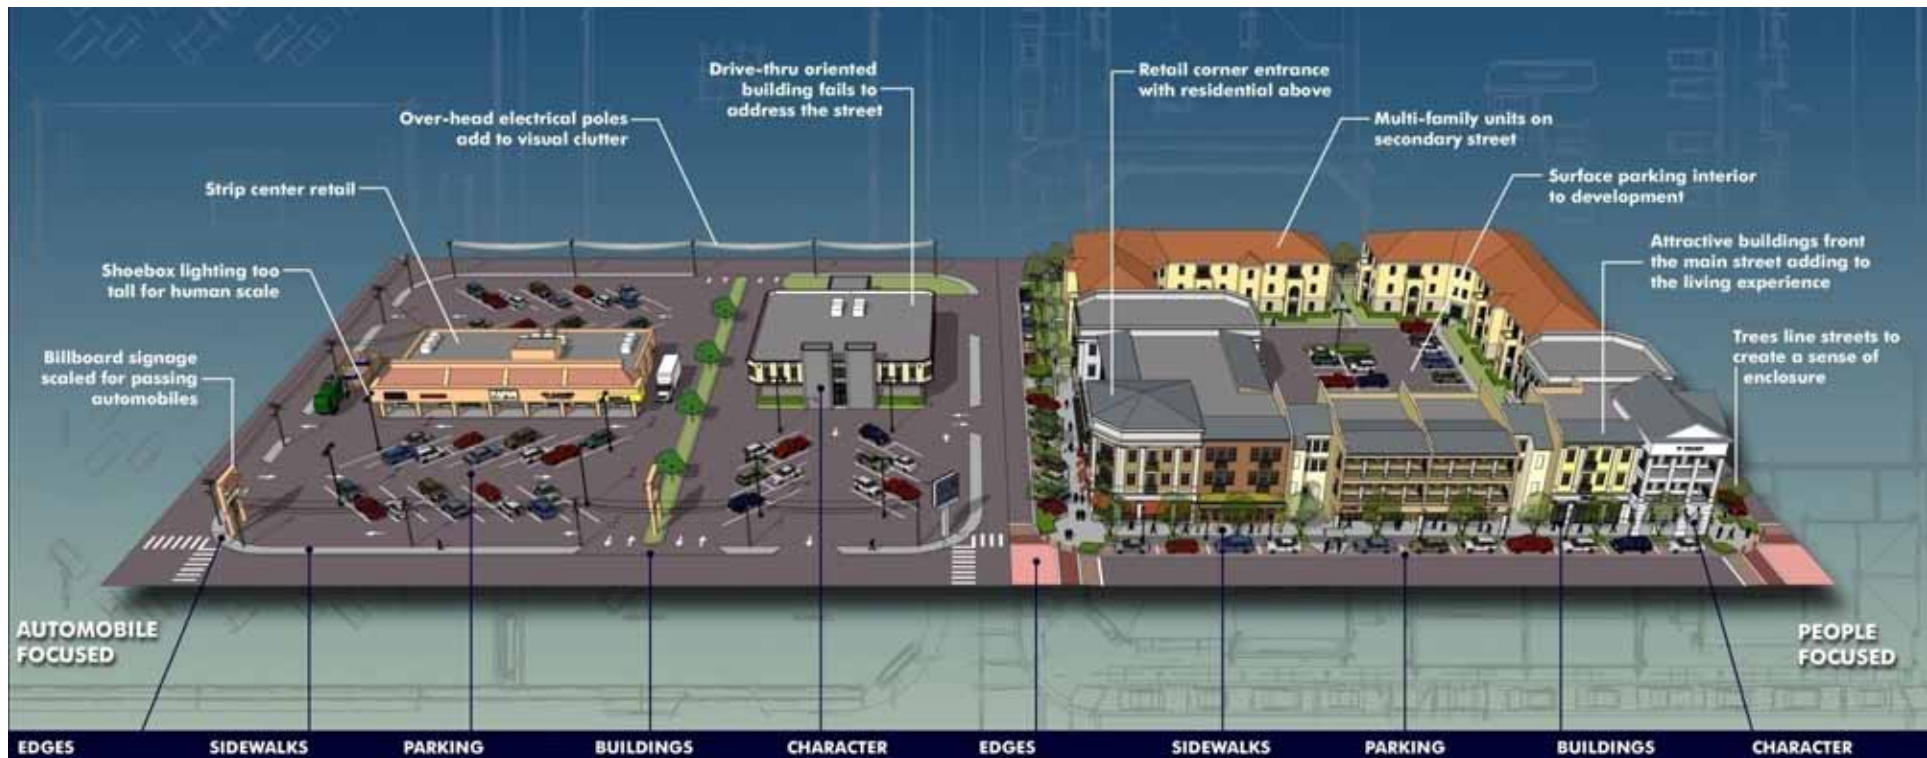 Drive-thru oriented
building fails to
address the street
Over-head electrical poles
add to visual clutter
Strip center retail
Shoebox lighting too
tall for human scale
Billboard signage
scaled for passing
automobiles
Retail corner entrance
with residential above
Multi-family units on
secondary street
Surface parking interior
to development
Attractive buildings front
the main street adding to
the living experience
Trees line streets to
create a sense of
enclosure
AUTOMOBILE
FOCUSED
PEOPLE
FOCUSED
EDGES SIDEWALKS PARKING BUILDINGS CHARACTER EDGES SIDEWALKS PARKING BUILDINGS CHARACTER